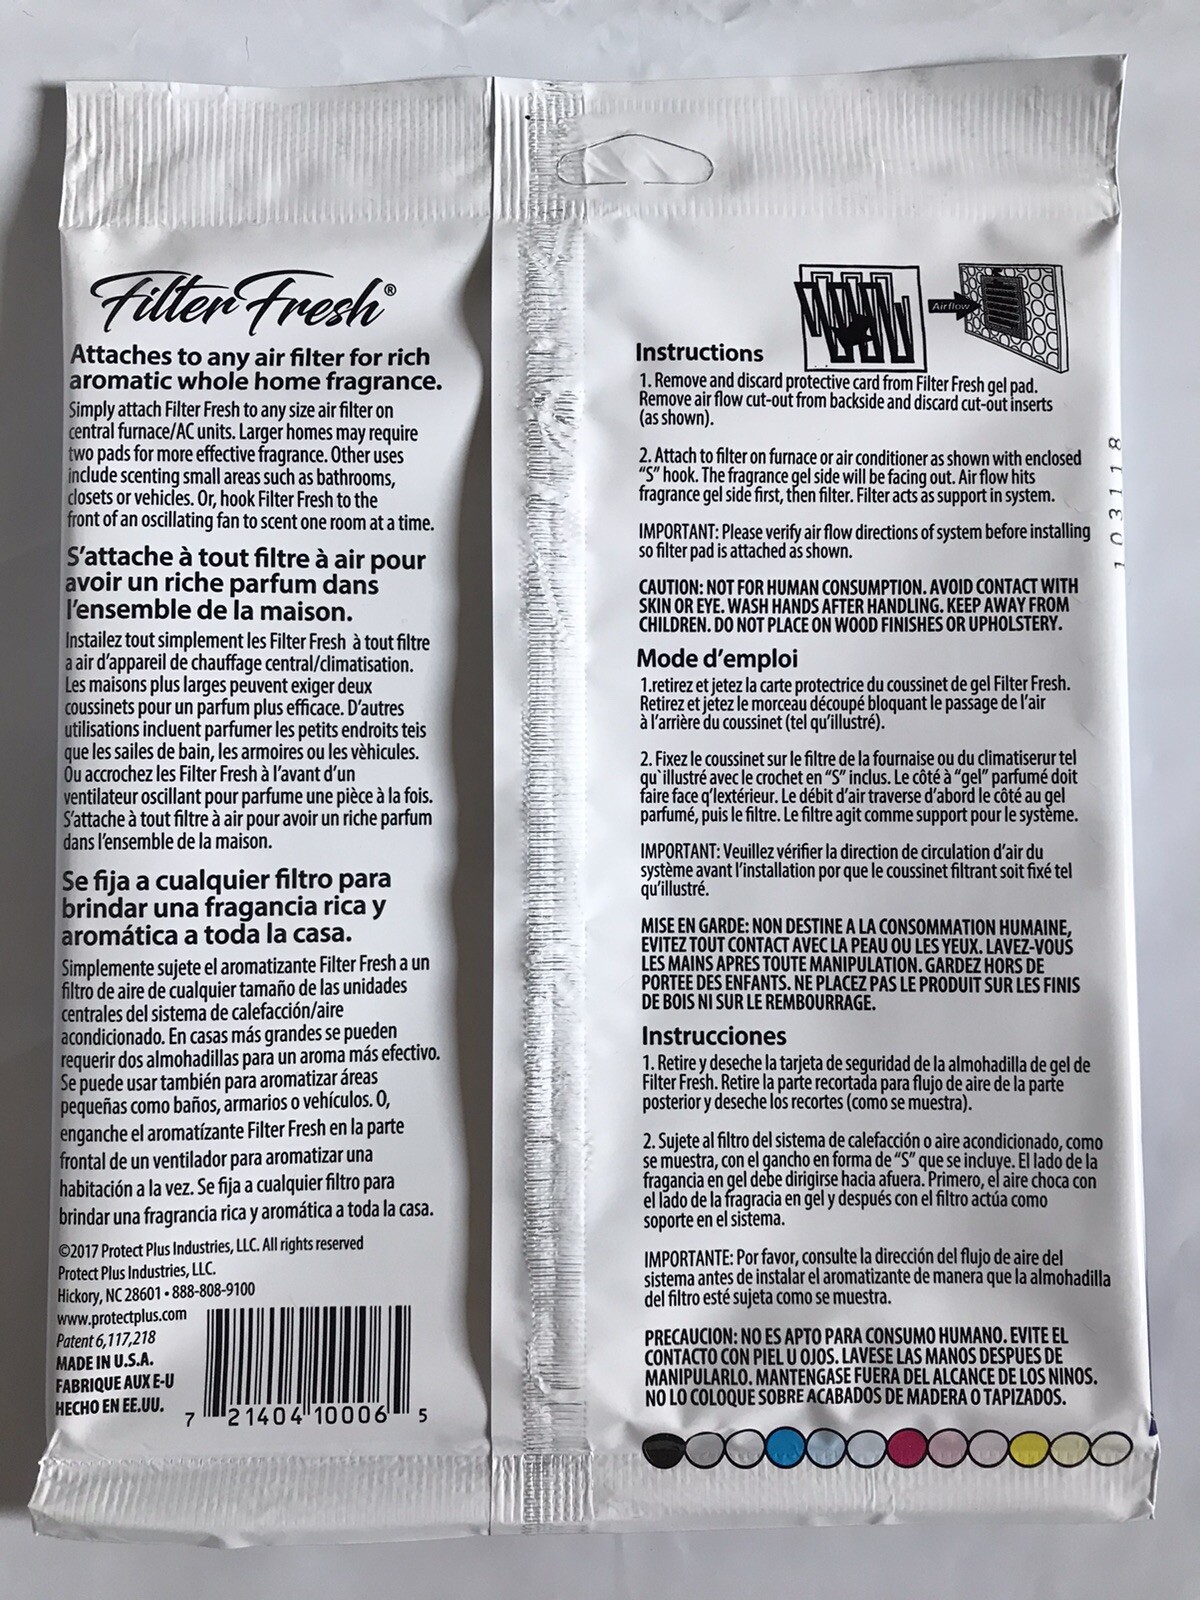 Filter Fresh®
Attaches to any air filter for rich
aromatic whole home fragrance.
Simply attach Filter Fresh to any size air filter on
central furnace/AC units. Larger homes may require
two pads for more effective fragrance. Other uses
include scenting small areas such as bathrooms,
closets or vehicles. Or, hook Filter Fresh to the
front of an oscillating fan to scent one room at a time.
S'attache à tout filtre à air pour
avoir un riche parfum dans
l'ensemble de la maison.
Installez tout simplement les Filter Fresh à tout filtre
a air d'appareil de chauffage central/climatisation.
Les maisons plus larges peuvent exiger deux
coussinets pour un parfum plus efficace. D'autres
utilisations incluent parfumer les petits endroits teis
que les sailes de bain, les armoires ou les vèhicules.
Ou accrochez les Filter Fresh à l'avant d'un
ventilateur oscillant pour parfume une pièce à la fois.
S'attache à tout filtre à air pour avoir un riche parfum
dans l'ensemble de la maison.
Se fija a cualquier filtro para
brindar una fragancia rica y
aromática a toda la casa.
Simplemente sujete el aromatizante Filter Fresh a un
filtro de aire de cualquier tamaño de las unidades
centrales del sistema de calefacción/aire
acondicionado. En casas más grandes se pueden
requerir dos almohadillas para un aroma más efectivo.
Se puede usar también para aromatizar áreas
pequeñas como baños, armarios o vehículos. O,
enganche el aromatízante Filter Fresh en la parte
frontal de un ventilador para aromatizar una
habitación a la vez. Se fija a cualquier filtro para
brindar una fragrancia rica y aromática a toda la casa.
©2017 Protect Plus Industries, LLC. All rights reserved
Protect Plus Industries, LLC.
Hickory, NC 28601 • 888-808-9100
www.protectplus.com
Patent 6,117,218
MADE IN U.S.A.
FABRIQUE AUX E-U
HECHO EN EE.UU.
7 21404 10006 5
Airflow
Instructions
1. Remove and discard protective card from Filter Fresh gel pad.
Remove air flow cut-out from backside and discard cut-out inserts
(as shown).
2. Attach to filter on furnace or air conditioner as shown with enclosed
"S" hook. The fragrance gel side will be facing out. Air flow hits
fragrance gel side first, then filter. Filter acts as support in system.
IMPORTANT: Please verify air flow directions of system before installing
so filter pad is attached as shown.
CAUTION: NOT FOR HUMAN CONSUMPTION. AVOID CONTACT WITH
SKIN OR EYE. WASH HANDS AFTER HANDLING. KEEP AWAY FROM
CHILDREN. DO NOT PLACE ON WOOD FINISHES OR UPHOLSTERY.
Mode d'emploi
1.retirez et jetez la carte protectrice du coussinet de gel Filter Fresh.
Retirez et jetez le morceau découpé bloquant le passage de l'air
à l'arrière du coussinet (tel qu'illustré).
2. Fixez le coussinet sur le filtre de la fournaise ou du climatiserur tel
qu`illustré avec le crochet en "S" inclus. Le côté à "gel" parfumé doit
faire face q'lextérieur. Le débit d'air traverse d'abord le côté au gel
parfumé, puis le filtre. Le filtre agit comme support pour le système.
IMPORTANT: Veuillez vérifier la direction de circulation d'air du
système avant l'installation por que le coussinet filtrant soit fixé tel
qu'illustré.
MISE EN GARDE: NON DESTINE A LA CONSOMMATION HUMAINE,
EVITEZ TOUT CONTACT AVEC LA PEAU OU LES YEUX. LAVEZ-VOUS
LES MAINS APRES TOUTE MANIPULATION. GARDEZ HORS DE
PORTEE DES ENFANTS. NE PLACEZ PAS LE PRODUIT SUR LES FINIS
DE BOIS NI SUR LE REMBOURRAGE.
Instrucciones
1. Retire y deseche la tarjeta de seguridad de la almohadilla de gel de
Filter Fresh. Retire la parte recortada para flujo de aire de la parte
posterior y deseche los recortes (como se muestra).
2. Sujete al filtro del sistema de calefacción o aire acondicionado, como
se muestra, con el gancho en forma de "S" que se incluye. El lado de la
fragancia en gel debe dirigirse hacia afuera. Primero, el aire choca con
el lado de la fragracia en gel y después con el filtro actúa como
soporte en el sistema.
IMPORTANTE: Por favor, consulte la dirección del flujo de aire del
sistema antes de instalar el aromatizante de manera que la almohadilla
del filtro esté sujeta como se muestra.
PRECAUCION: NO ES APTO PARA CONSUMO HUMANO. EVITE EL
CONTACTO CON PIEL U OJOS. LAVESE LAS MANOS DESPUES DE
MANIPULARLO. MANTENGASE FUERA DEL ALCANCE DE LOS NINOS.
NO LO COLOQUE SOBRE ACABADOS DE MADERA O TAPIZADOS.
103118